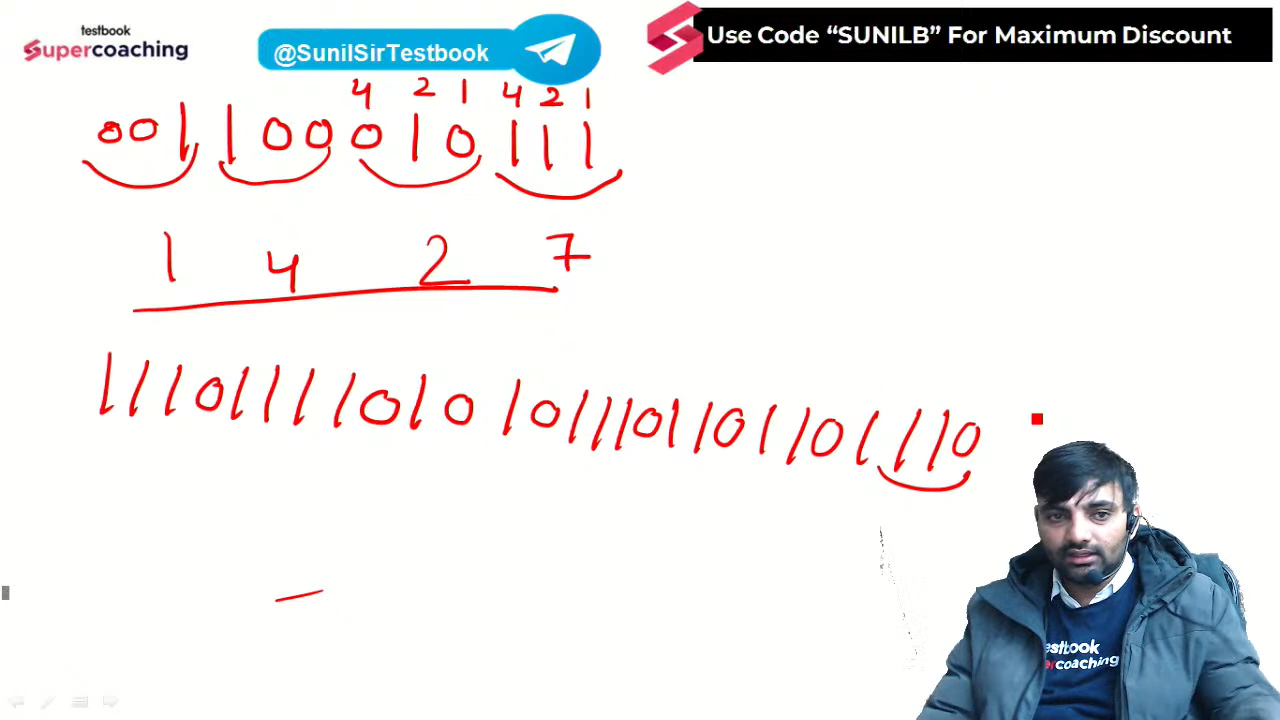 testbook
Supercoaching
@SunilSirTestbook
Use Code “SUNILB” For Maximum Discount
4 2 1 4 2 1
001 100 010 111
1 4 2 7
111011110101011101101101110
testbook
supercoaching